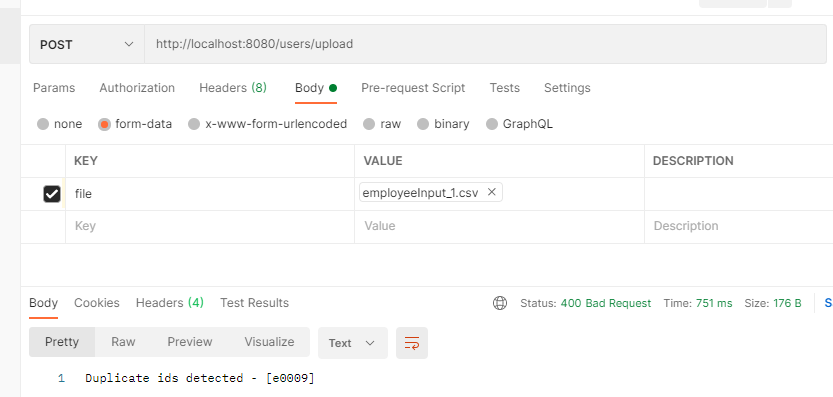 POST http://localhost:8080/users/upload
Params Authorization Headers (8) Body Pre-request Script Tests Settings
none form-data x-www-form-urlencoded raw binary GraphQL
KEY VALUE DESCRIPTION
file employeeInput_1.csv
Key Value Description
Body Cookies Headers (4) Test Results Status: 400 Bad Request Time: 751 ms Size: 176 B S
Pretty Raw Preview Visualize Text
1 Duplicate ids detected - [e0009]